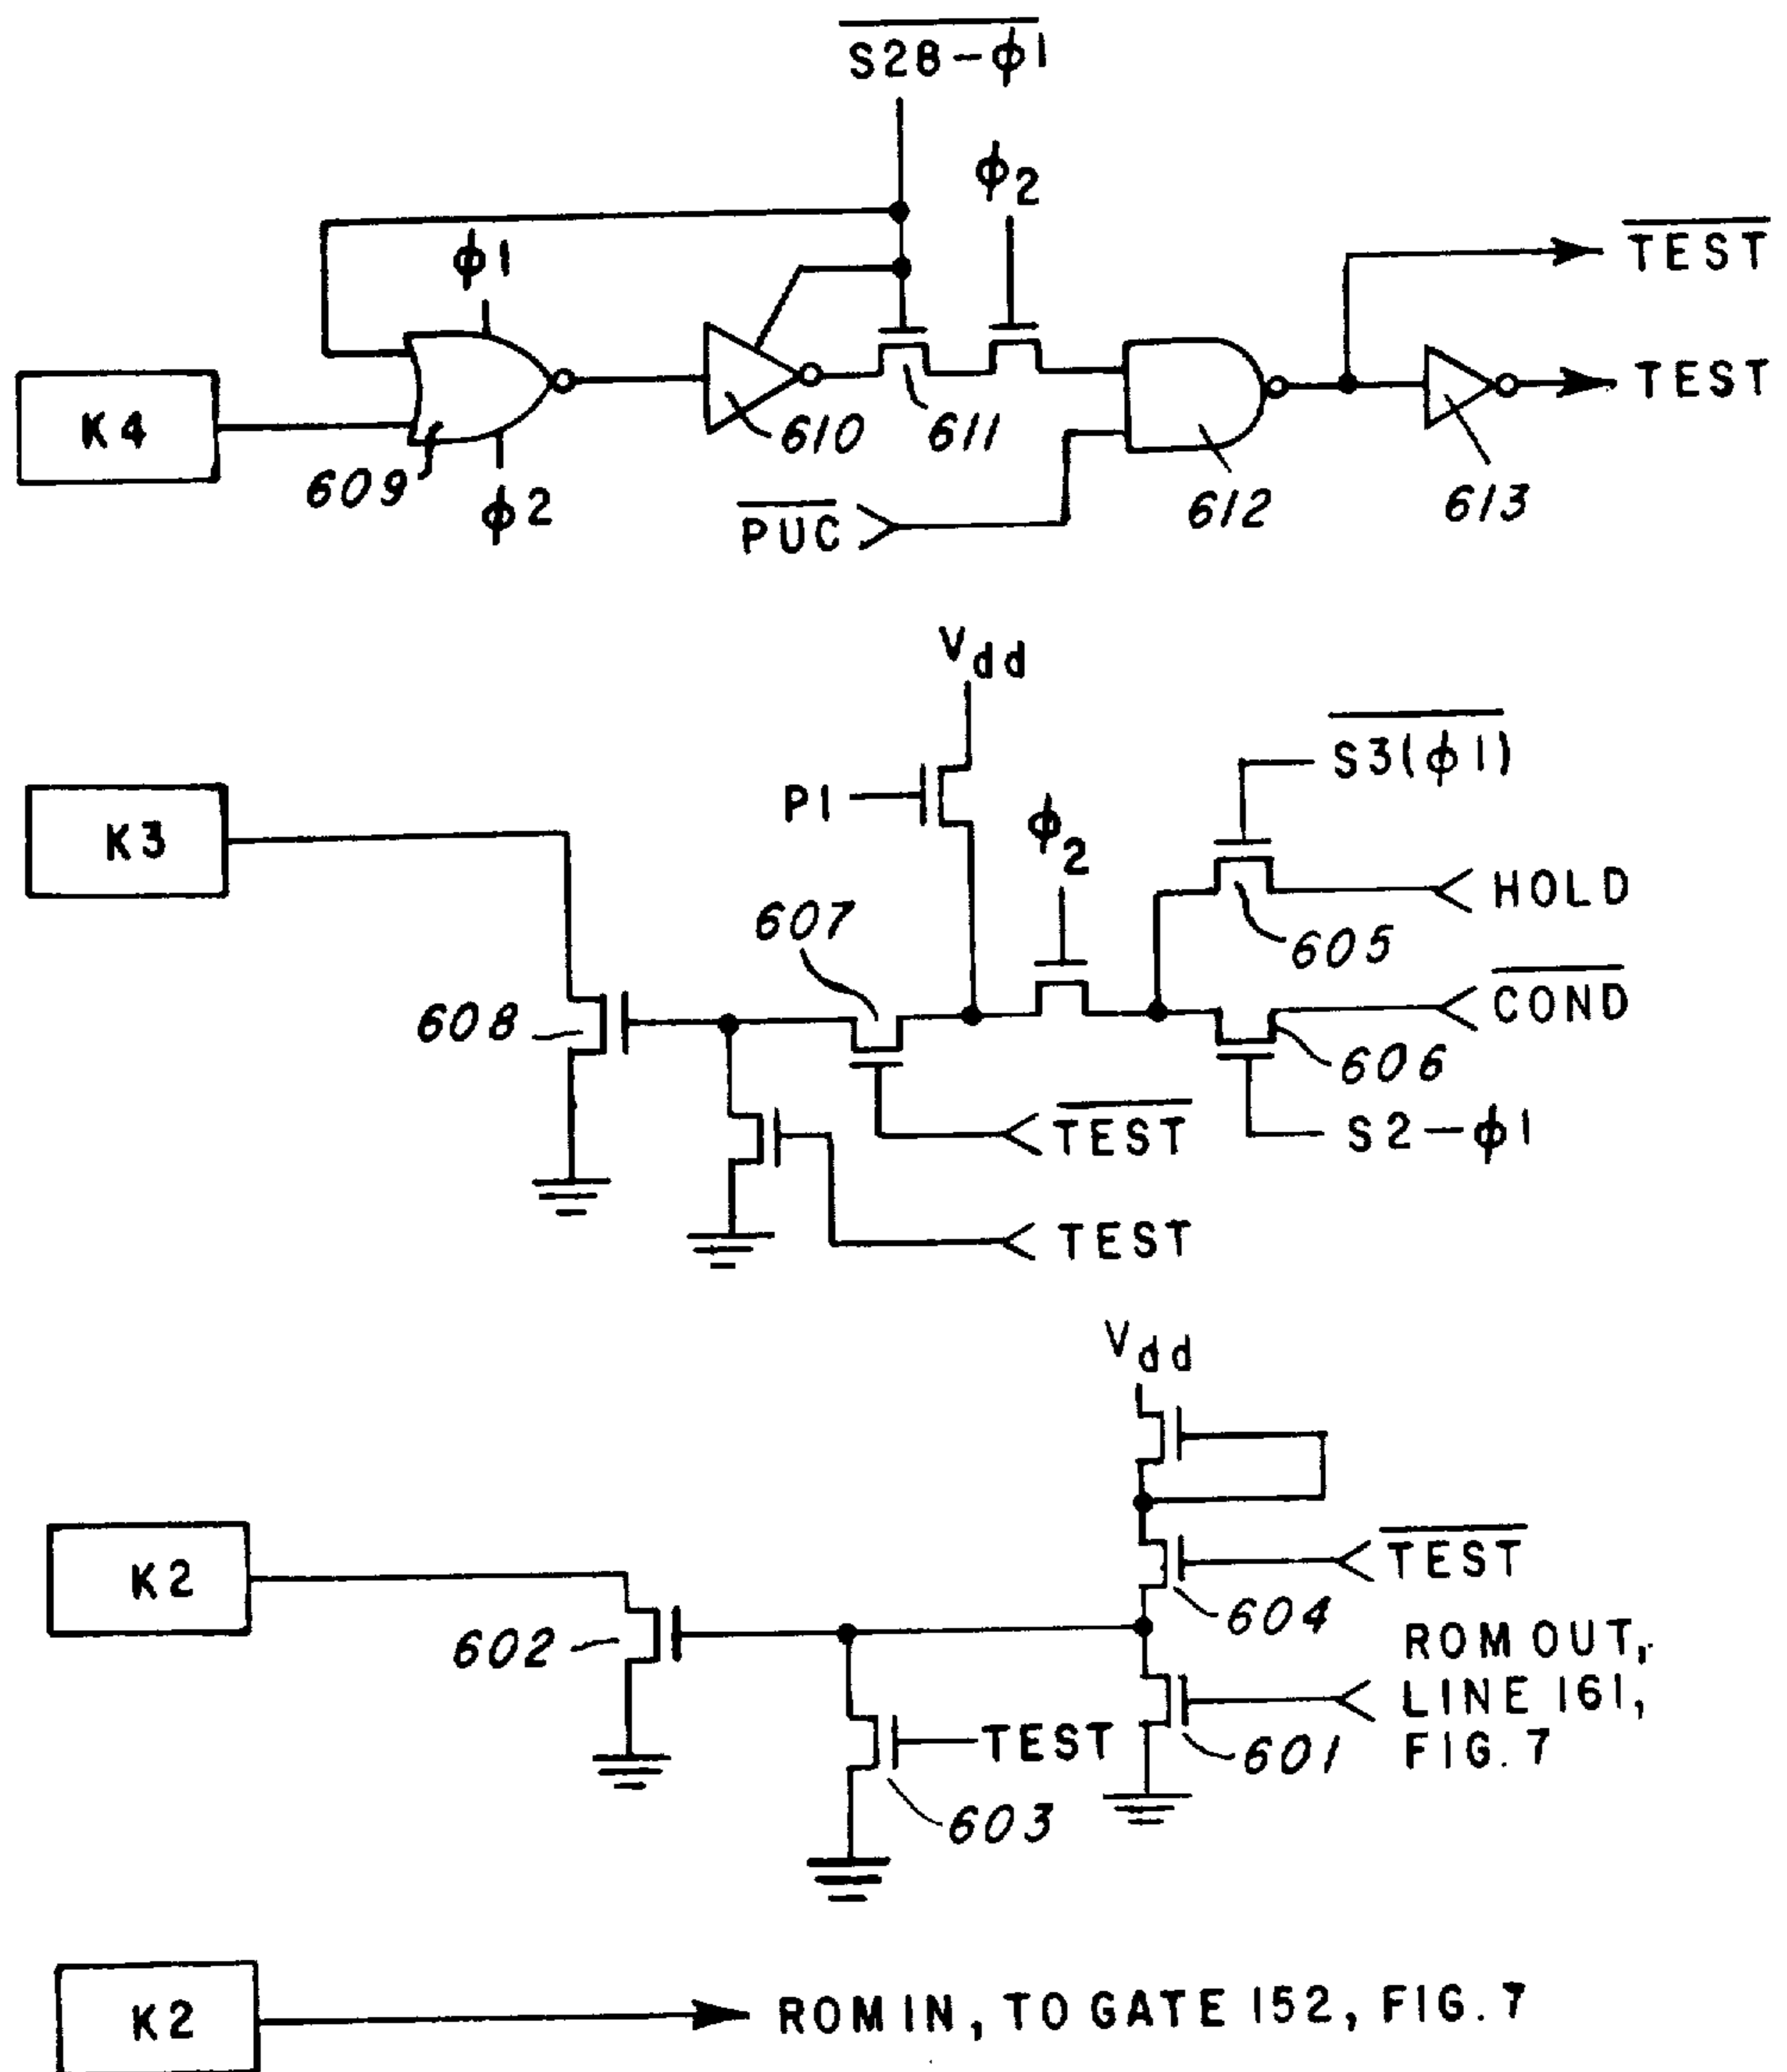 S28-ϕ1
ϕ2
ϕ1
TEST
K4
TEST
610
611
609
ϕ2
PUC
612
613
Vdd
S3(ϕ1)
P1
K3
ϕ2
HOLD
607
605
608
COND
606
TEST
S2-ϕ1
TEST
Vdd
K2
TEST
604
602
ROM OUT,
LINE 161,
FIG. 7
TEST
601
603
K2
ROM IN, TO GATE 152, FIG. 7